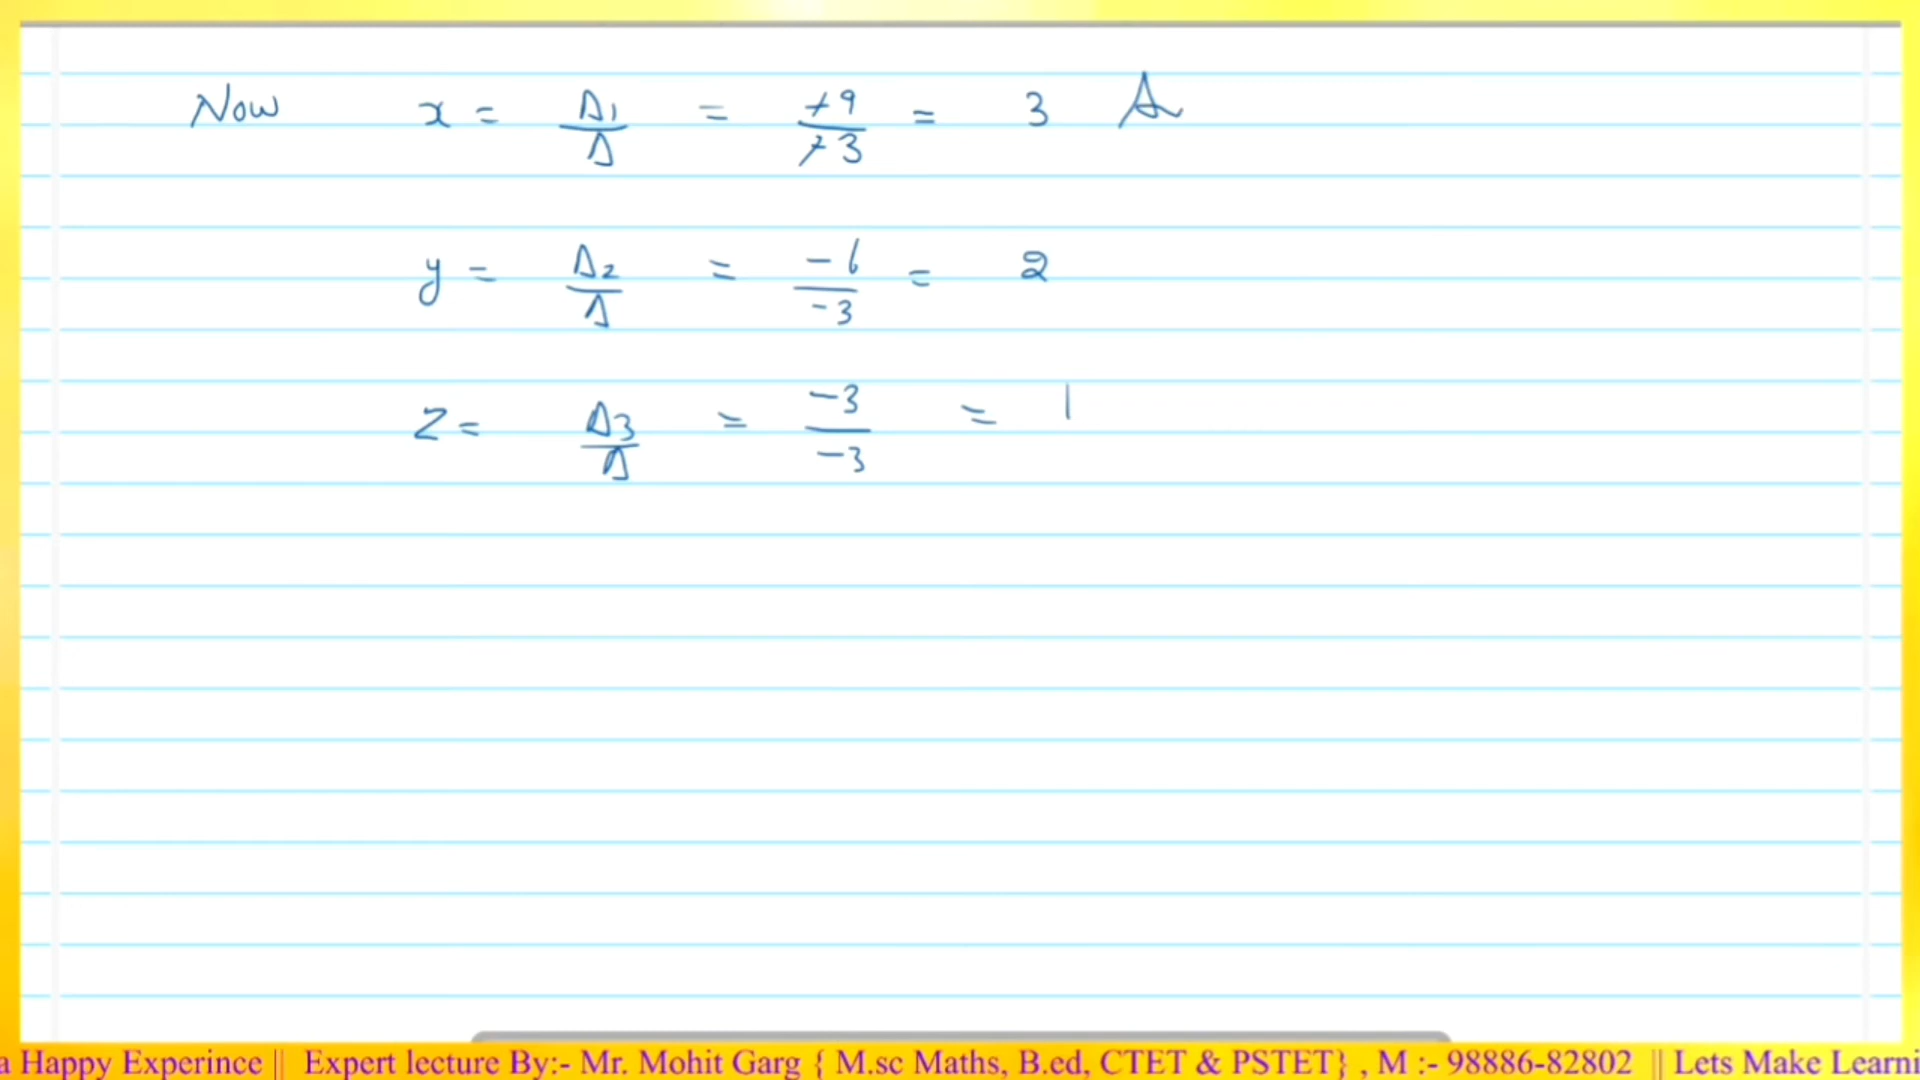 Now x = Δ1/Δ = -9/-3 = 3 A
y = Δ2/Δ = -6/-3 = 2
z = Δ3/Δ = -3/-3 = 1
a Happy Experince || Expert lecture By:- Mr. Mohit Garg { M.sc Maths, B.ed, CTET & PSTET} , M :- 98886-82802 || Lets Make Learni